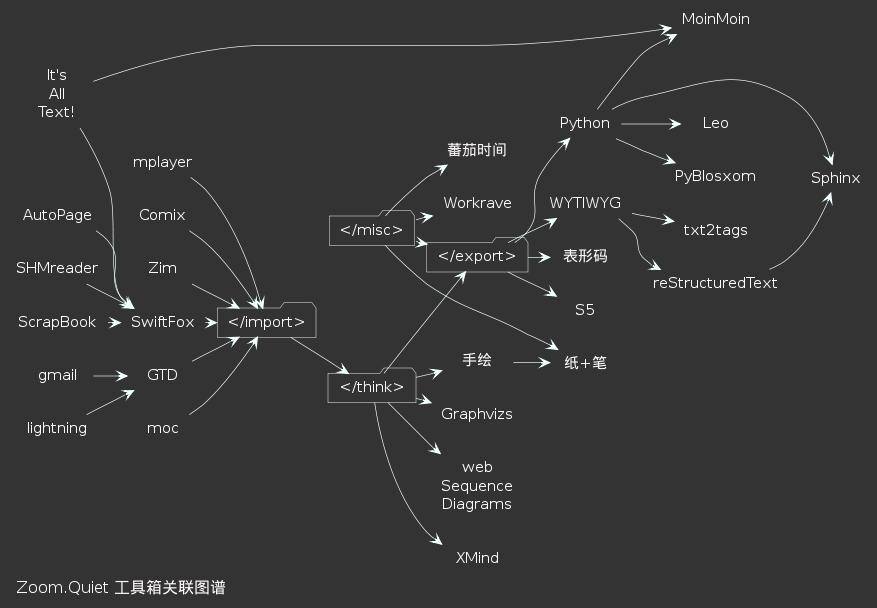 MoinMoin
It's
All
Text!
Python
Leo
mplayer
蕃茄时间
PyBlosxom
Sphinx
AutoPage
Comix
Workrave
WYTIWYG
</misc>
txt2tags
SHMreader
Zim
</export>
表形码
reStructuredText
S5
ScrapBook
SwiftFox
</import>
手绘
纸+笔
gmail
GTD
</think>
Graphvizs
lightning
moc
web
Sequence
Diagrams
XMind
Zoom.Quiet 工具箱关联图谱